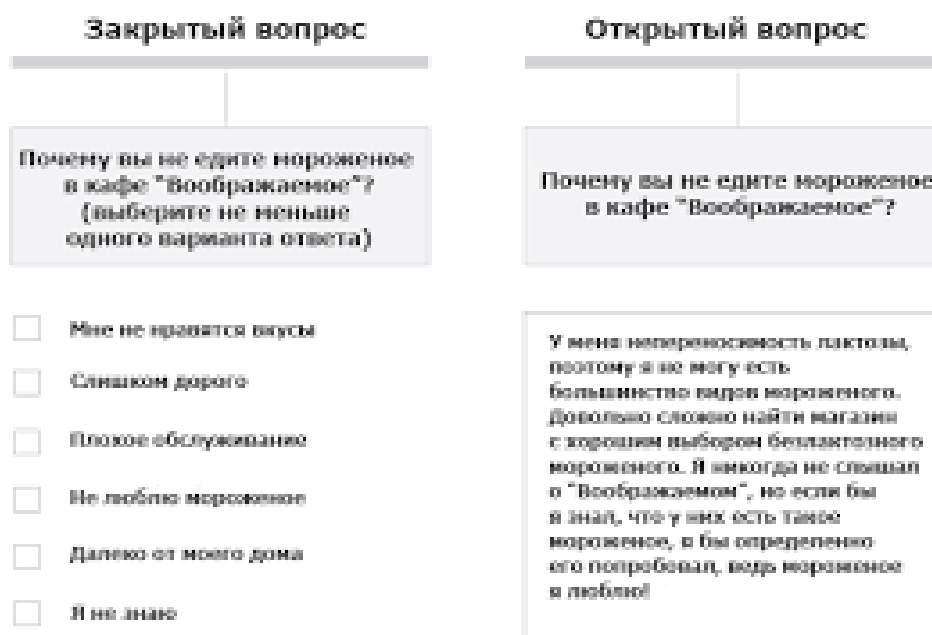 Закрытый вопрос
Почему вы не едите мороженое
в кафе "Воображаемое"?
(выберите не меньше
одного варианта ответа)
Мне не нравятся вкусы
Слишком дорого
Плохое обслуживание
Не люблю мороженое
Далеко от моего дома
Я не знаю
Открытый вопрос
Почему вы не едите мороженое
в кафе "Воображаемое"?
У меня непереносимость лактозы,
поэтому я не могу есть
большинство видов мороженого.
Довольно сложно найти магазин
с хорошим выбором безлактозного
мороженого. Я никогда не слышал
о "Воображаемом", но если бы
я знал, что у них есть такое
мороженое, я бы определенно
его попробовал, ведь мороженое
я люблю!